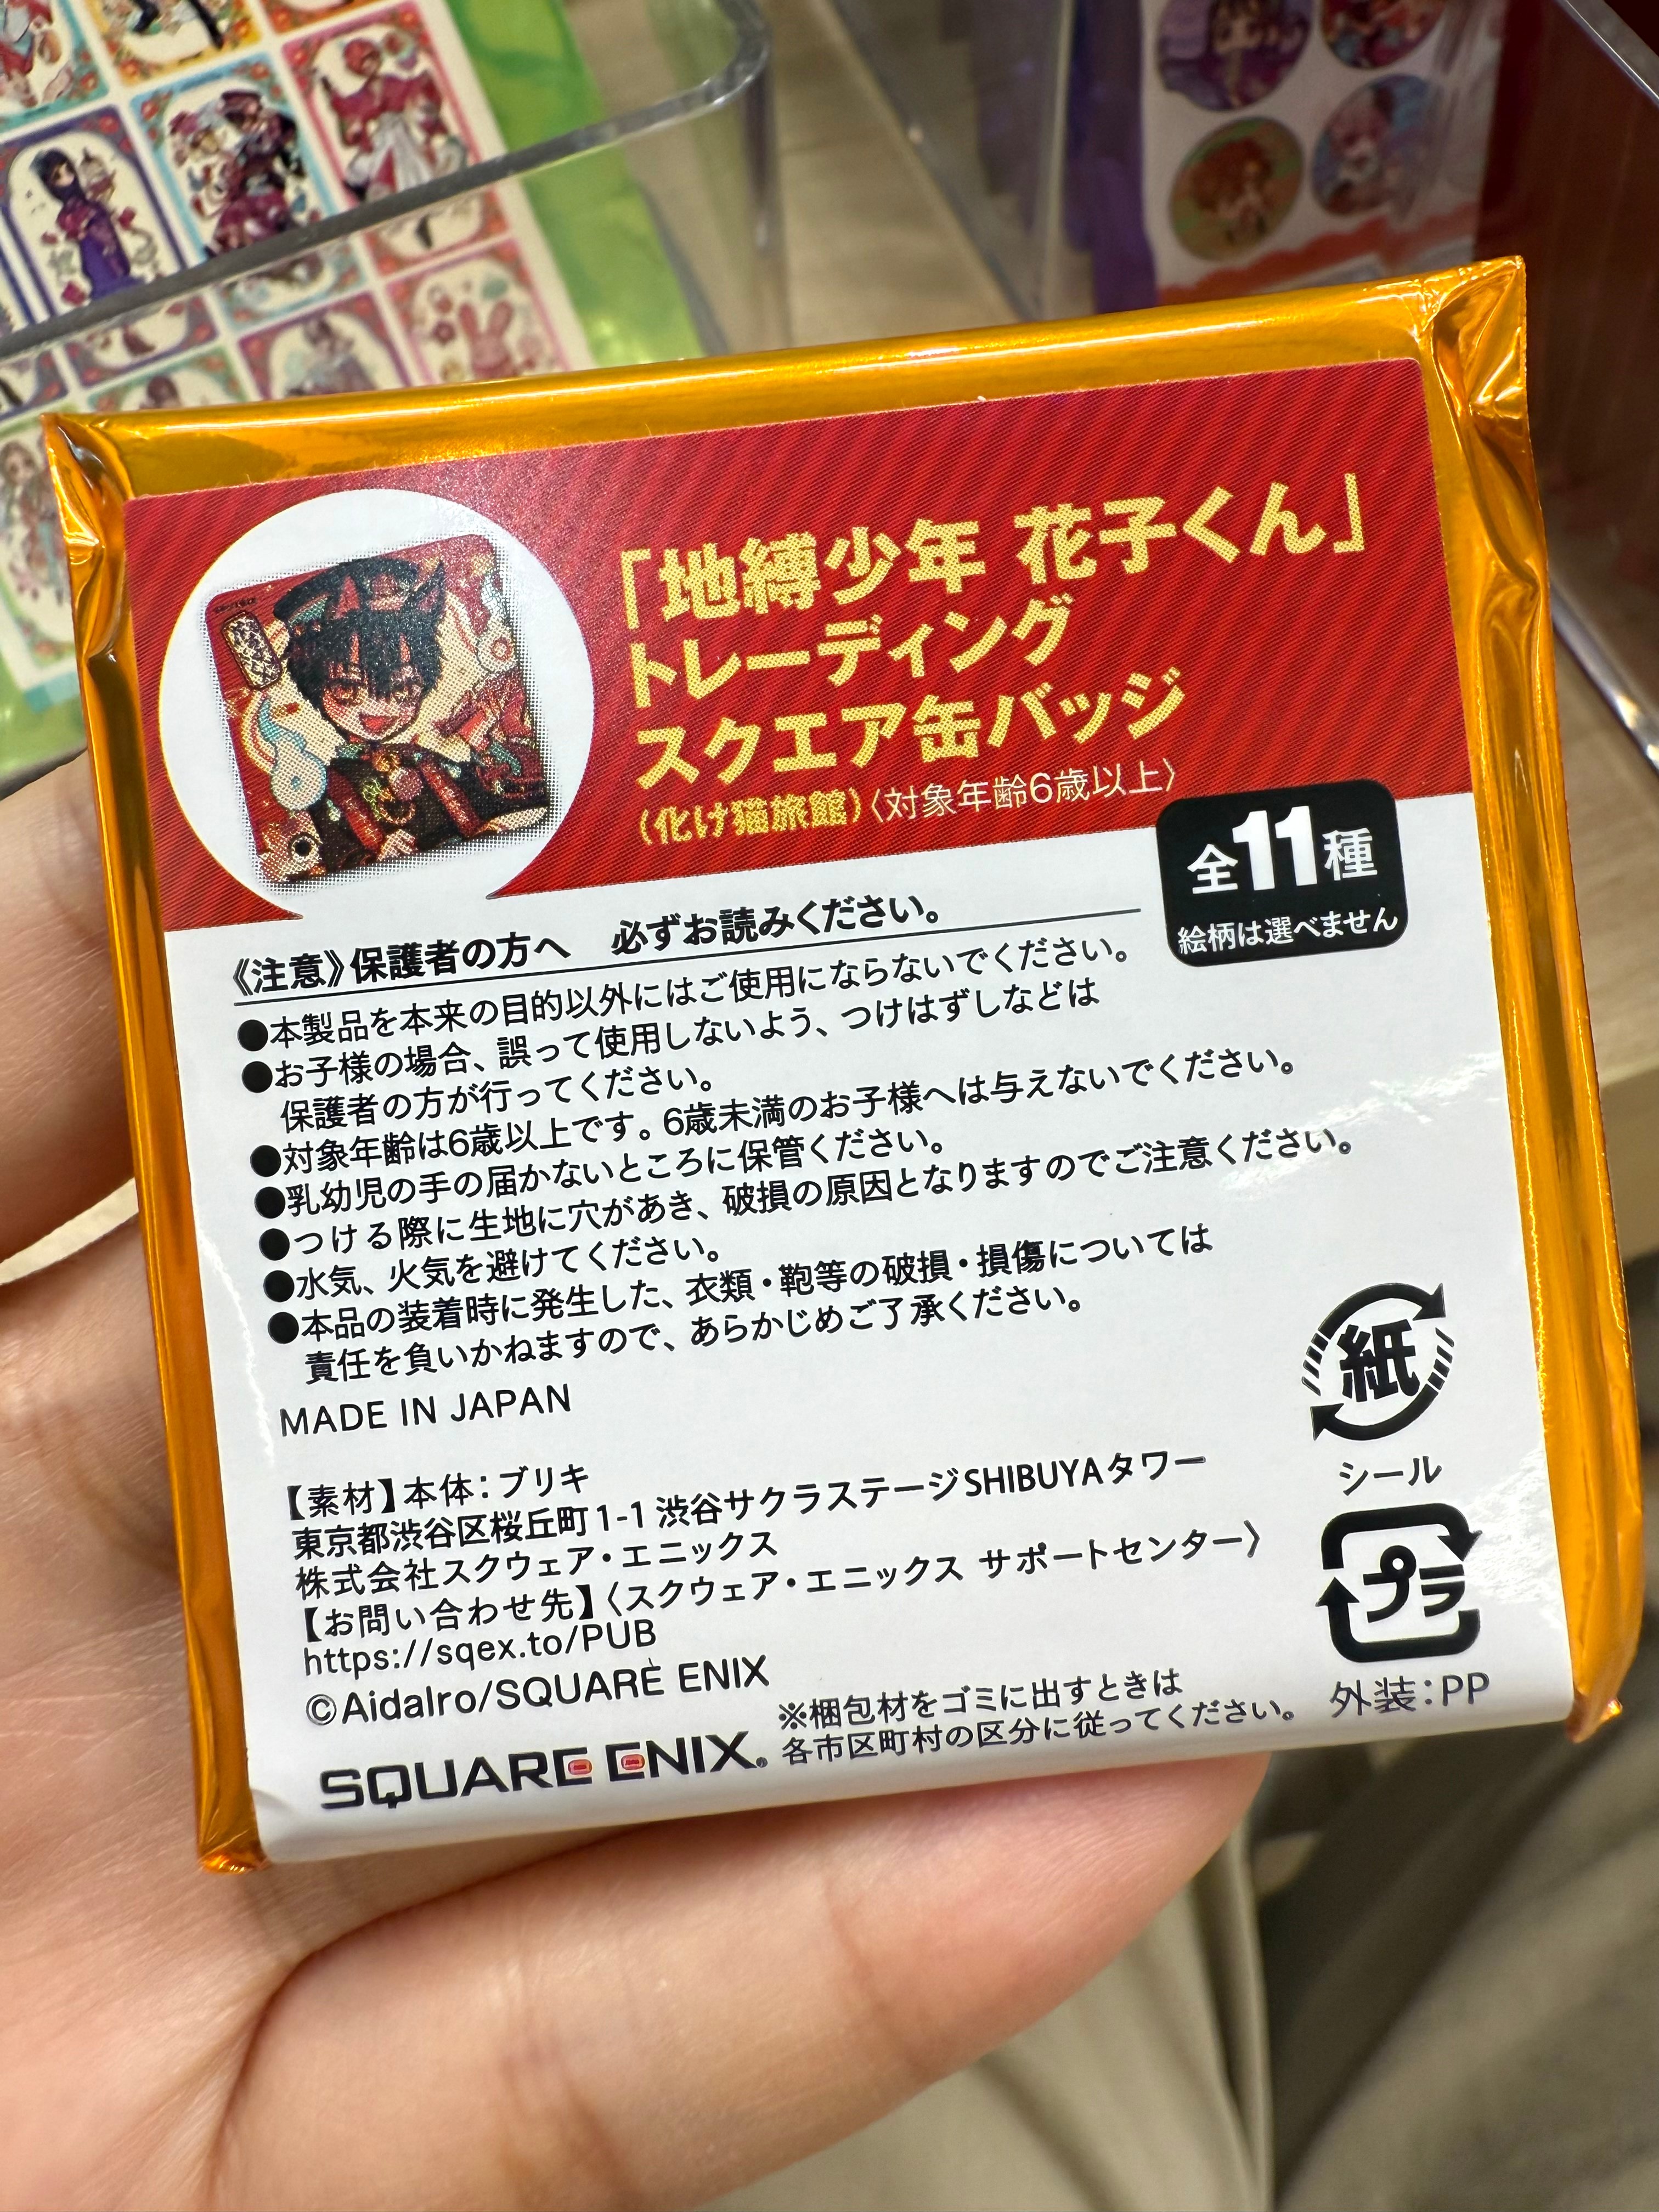 「地縛少年 花子くん」
トレーディング
スクエア缶バッジ
（化け猫旅館）〈対象年齢6歳以上〉
全11種
絵柄は選べません
《注意》保護者の方へ　必ずお読みください。
●本製品を本来の目的以外にはご使用にならないでください。
●お子様の場合、誤って使用しないよう、つけはずしなどは
保護者の方が行ってください。
●対象年齢は6歳以上です。6歳未満のお子様へは与えないでください。
●乳幼児の手の届かないところに保管ください。
●つける際に生地に穴があき、破損の原因となりますのでご注意ください。
●水気、火気を避けてください。
●本品の装着時に発生した、衣類・鞄等の破損・損傷については
責任を負いかねますので、あらかじめご了承ください。
MADE IN JAPAN
【素材】本体：ブリキ
東京都渋谷区桜丘町1-1 渋谷サクラステージSHIBUYAタワー
株式会社スクウェア・エニックス
【お問い合わせ先】〈スクウェア・エニックス サポートセンター〉
https://sqex.to/PUB
©AidaIro/SQUARE ENIX
SQUARE ENIX.
※梱包材をゴミに出すときは
各市区町村の区分に従ってください。
紙
シール
プラ
外装：PP